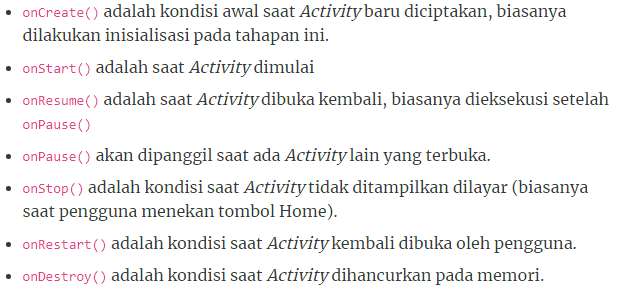 • onCreate() adalah kondisi awal saat Activity baru diciptakan, biasanya
dilakukan inisialisasi pada tahapan ini.
• onStart() adalah saat Activity dimulai
• onResume() adalah saat Activity dibuka kembali, biasanya dieksekusi setelah
onPause()
• onPause() akan dipanggil saat ada Activity lain yang terbuka.
• onStop() adalah kondisi saat Activity tidak ditampilkan dilayar (biasanya
saat pengguna menekan tombol Home).
• onRestart() adalah kondisi saat Activity kembali dibuka oleh pengguna.
• onDestroy() adalah kondisi saat Activity dihancurkan pada memori.